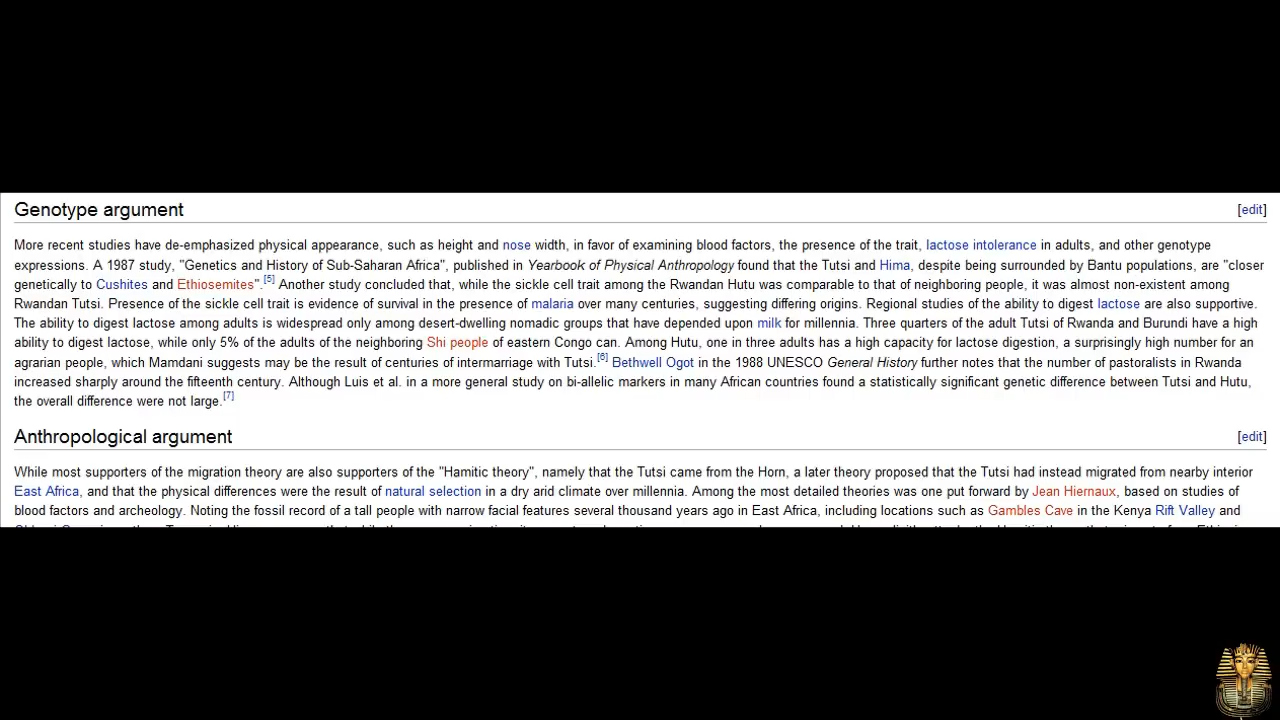 Genotype argument
[edit]
More recent studies have de-emphasized physical appearance, such as height and nose width, in favor of examining blood factors, the presence of the trait, lactose intolerance in adults, and other genotype
expressions. A 1987 study, "Genetics and History of Sub-Saharan Africa", published in Yearbook of Physical Anthropology found that the Tutsi and Hima, despite being surrounded by Bantu populations, are "closer
genetically to Cushites and Ethiosemites".[5] Another study concluded that, while the sickle cell trait among the Rwandan Hutu was comparable to that of neighboring people, it was almost non-existent among
Rwandan Tutsi. Presence of the sickle cell trait is evidence of survival in the presence of malaria over many centuries, suggesting differing origins. Regional studies of the ability to digest lactose are also supportive.
The ability to digest lactose among adults is widespread only among desert-dwelling nomadic groups that have depended upon milk for millennia. Three quarters of the adult Tutsi of Rwanda and Burundi have a high
ability to digest lactose, while only 5% of the adults of the neighboring Shi people of eastern Congo can. Among Hutu, one in three adults has a high capacity for lactose digestion, a surprisingly high number for an
agrarian people, which Mamdani suggests may be the result of centuries of intermarriage with Tutsi.[6] Bethwell Ogot in the 1988 UNESCO General History further notes that the number of pastoralists in Rwanda
increased sharply around the fifteenth century. Although Luis et al. in a more general study on bi-allelic markers in many African countries found a statistically significant genetic difference between Tutsi and Hutu,
the overall difference were not large.[7]
Anthropological argument
[edit]
While most supporters of the migration theory are also supporters of the "Hamitic theory", namely that the Tutsi came from the Horn, a later theory proposed that the Tutsi had instead migrated from nearby interior
East Africa, and that the physical differences were the result of natural selection in a dry arid climate over millennia. Among the most detailed theories was one put forward by Jean Hiernaux, based on studies of
blood factors and archeology. Noting the fossil record of a tall people with narrow facial features several thousand years ago in East Africa, including locations such as Gambles Cave in the Kenya Rift Valley and